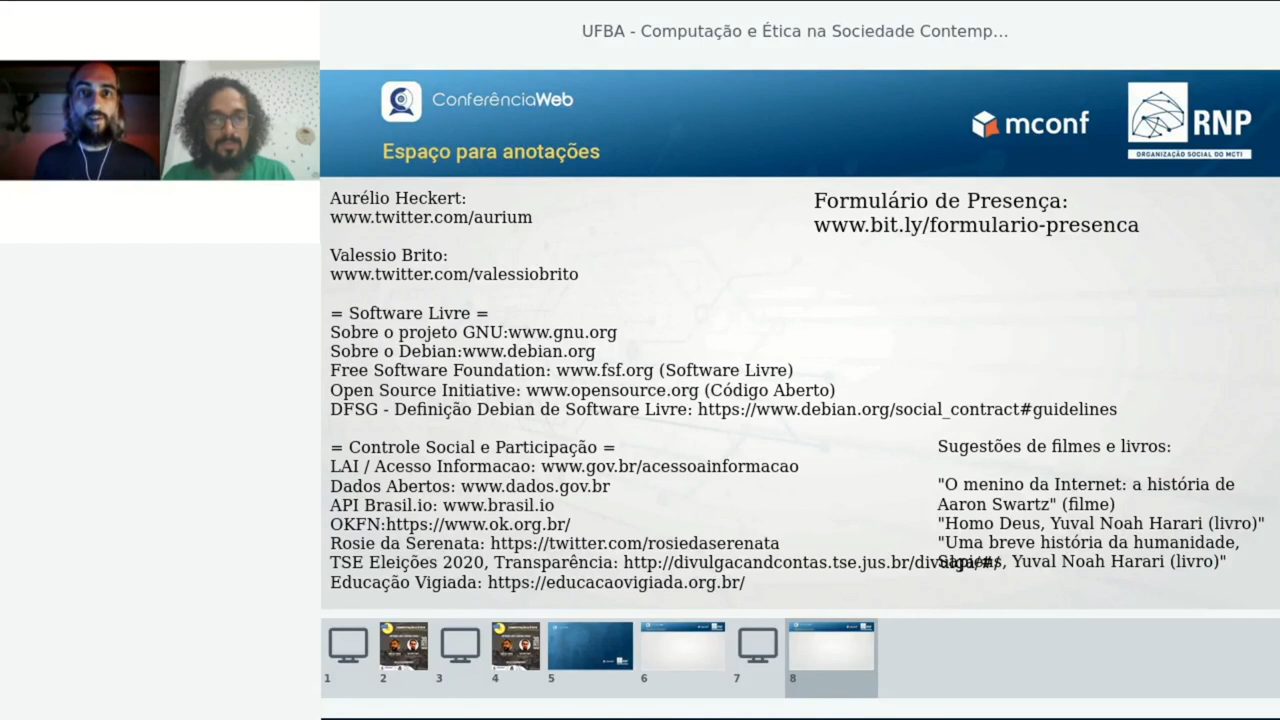 UFBA - Computação e Ética na Sociedade Contemp...
ConferênciaWeb
mconf
RNP
ORGANIZAÇÃO SOCIAL DO MCTI
Espaço para anotações
Aurélio Heckert:
www.twitter.com/aurium
Valessio Brito:
www.twitter.com/valessiobrito
Formulário de Presença:
www.bit.ly/formulario-presenca
= Software Livre =
Sobre o projeto GNU:www.gnu.org
Sobre o Debian:www.debian.org
Free Software Foundation: www.fsf.org (Software Livre)
Open Source Initiative: www.opensource.org (Código Aberto)
DFSG - Definição Debian de Software Livre: https://www.debian.org/social_contract#guidelines
= Controle Social e Participação =
LAI / Acesso Informacao: www.gov.br/acessoainformacao
Dados Abertos: www.dados.gov.br
API Brasil.io: www.brasil.io
OKFN:https://www.ok.org.br/
Rosie da Serenata: https://twitter.com/rosiedaserenata
TSE Eleições 2020, Transparência: http://divulgacandcontas.tse.jus.br/divulga/#/
Educação Vigiada: https://educacaovigiada.org.br/
Sugestões de filmes e livros:
"O menino da Internet: a história de
Aaron Swartz" (filme)
"Homo Deus, Yuval Noah Harari (livro)"
"Uma breve história da humanidade,
Sapiens, Yuval Noah Harari (livro)"
1
2
3
4
5
6
7
8